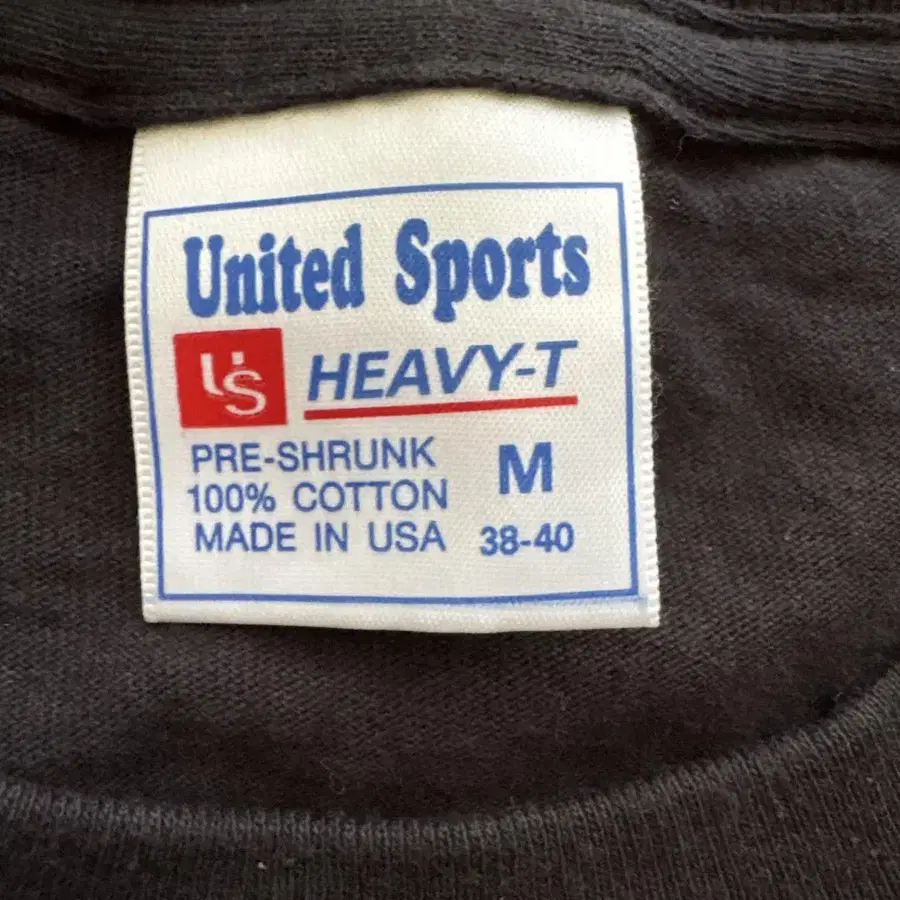 United Sports
US HEAVY-T
PRE-SHRUNK
100% COTTON
MADE IN USA
M
38-40